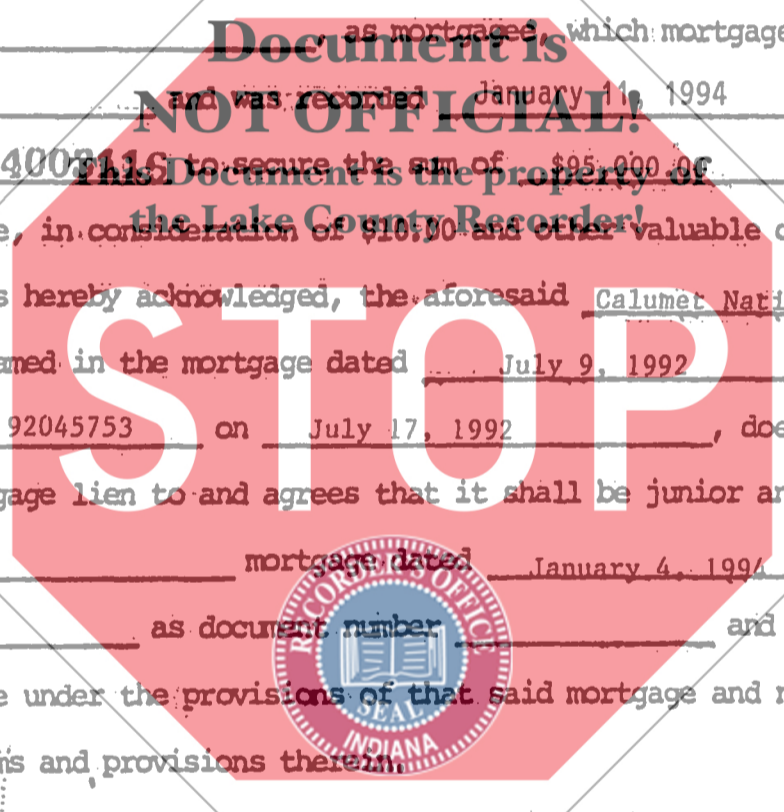 Document is
, as mortgagee, which mortgage
NOT OFFICIAL!
, and was recorded January 11, 1994
This Document is the property of
to secure the sum of $95,000.00
the Lake County Recorder!
, in consideration of $10.00 and other valuable
hereby acknowledged, the aforesaid Calumet Nati
amed in the mortgage dated July 9, 1992
STOP
92045753 on July 17, 1992, doe
gage lien to and agrees that it shall be junior an
mortgage dated January 4, 1994
RECORDER'S OFFICE
as document number and
e under the provisions of that said mortgage and
SEAL
INDIANA
ms and provisions therein.